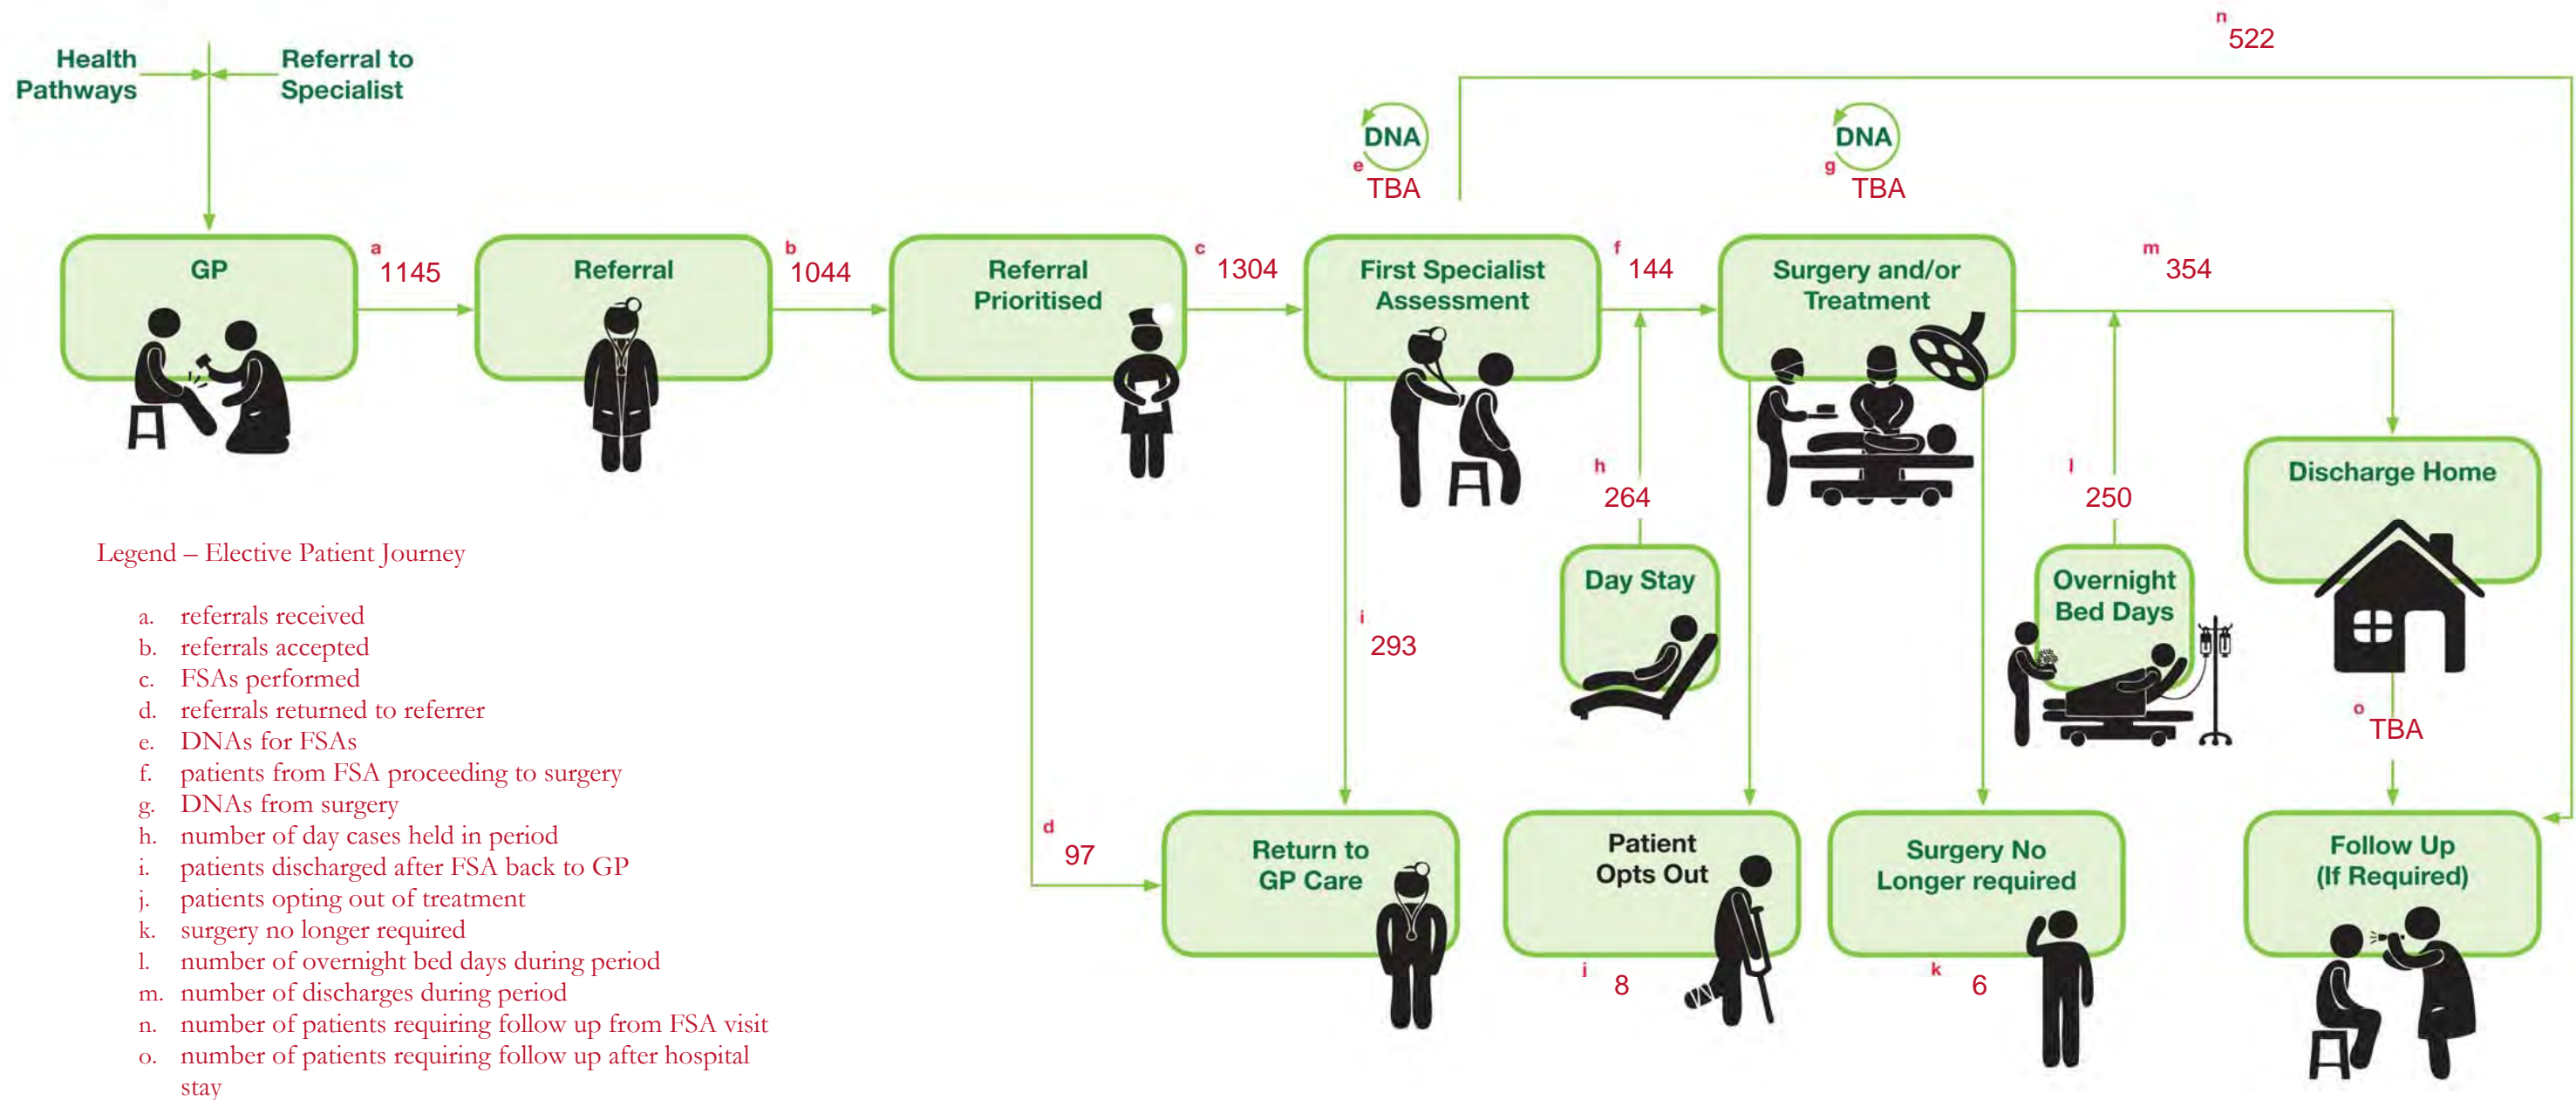 n
522
Health
Pathways
Referral to
Specialist
DNA
e
TBA
DNA
g
TBA
GP
a
1145
Referral
b
1044
Referral
Prioritised
c
1304
First Specialist
Assessment
f
144
Surgery and/or
Treatment
m
354
h
264
l
250
Discharge Home
Day Stay
Overnight
Bed Days
i
293
o
TBA
d
97
Return to
GP Care
Patient
Opts Out
j
8
Surgery No
Longer required
k
6
Follow Up
(If Required)
Legend – Elective Patient Journey
a. referrals received
b. referrals accepted
c. FSAs performed
d. referrals returned to referrer
e. DNAs for FSAs
f. patients from FSA proceeding to surgery
g. DNAs from surgery
h. number of day cases held in period
i. patients discharged after FSA back to GP
j. patients opting out of treatment
k. surgery no longer required
l. number of overnight bed days during period
m. number of discharges during period
n. number of patients requiring follow up from FSA visit
o. number of patients requiring follow up after hospital
stay